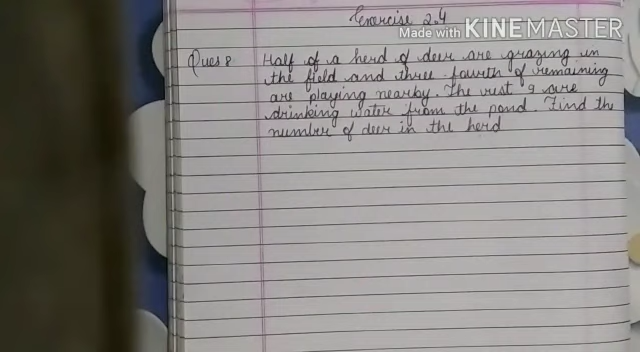 Exercise 2.4
Made with KINEMASTER
Ques 8 Half of a herd of deer are grazing in
the field and three fourth of remaining
are playing nearby. The rest 9 are
drinking water from the pond. Find the
number of deer in the herd